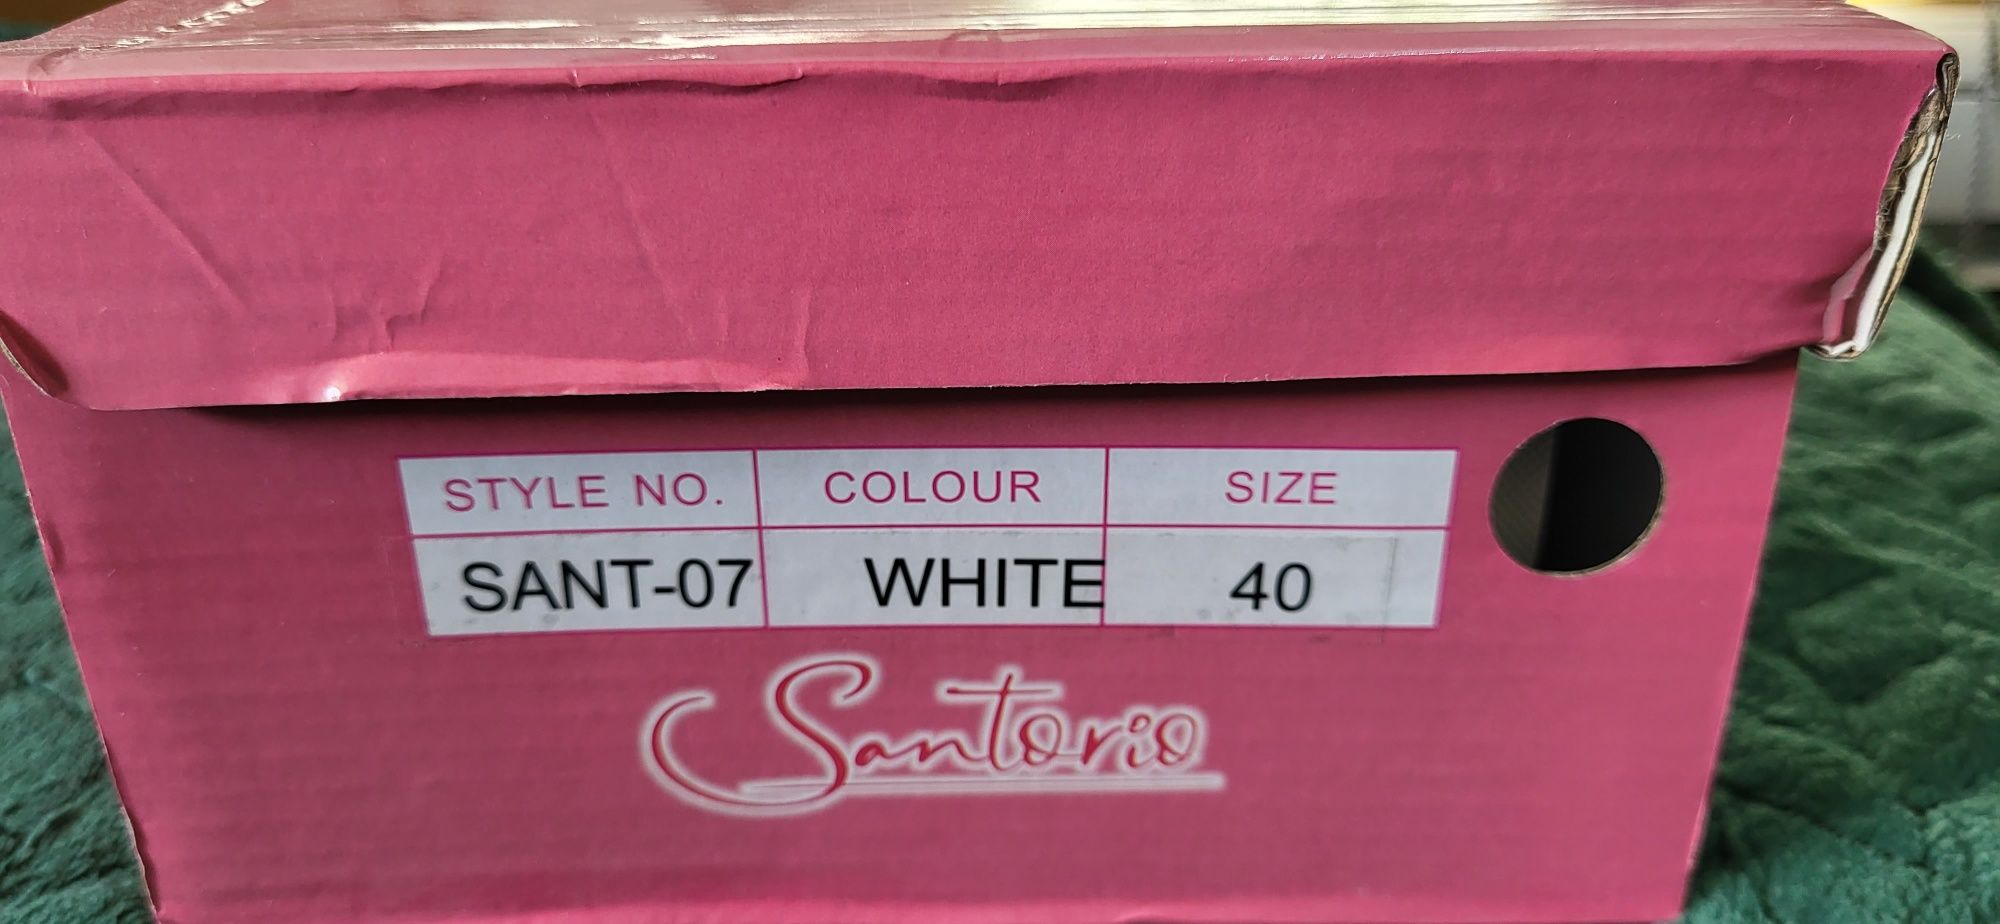 STYLE NO. COLOUR SIZE
SANT-07 WHITE 40
Santorio